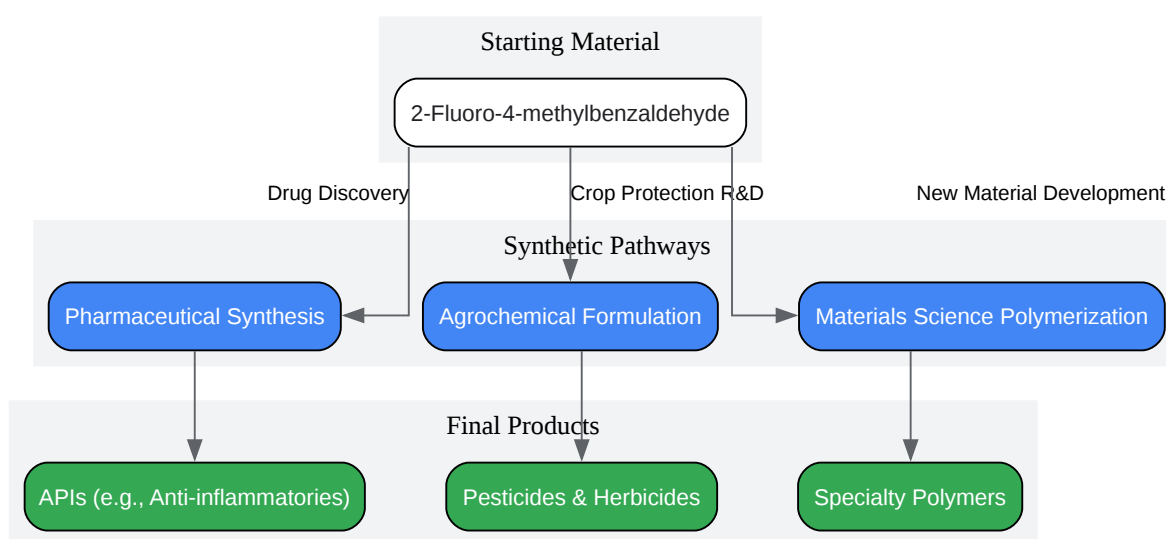 Starting Material
2-Fluoro-4-methylbenzaldehyde
Drug Discovery
Crop Protection R&D
New Material Development
Synthetic Pathways
Pharmaceutical Synthesis
Agrochemical Formulation
Materials Science Polymerization
Final Products
APIs (e.g., Anti-inflammatories)
Pesticides & Herbicides
Specialty Polymers